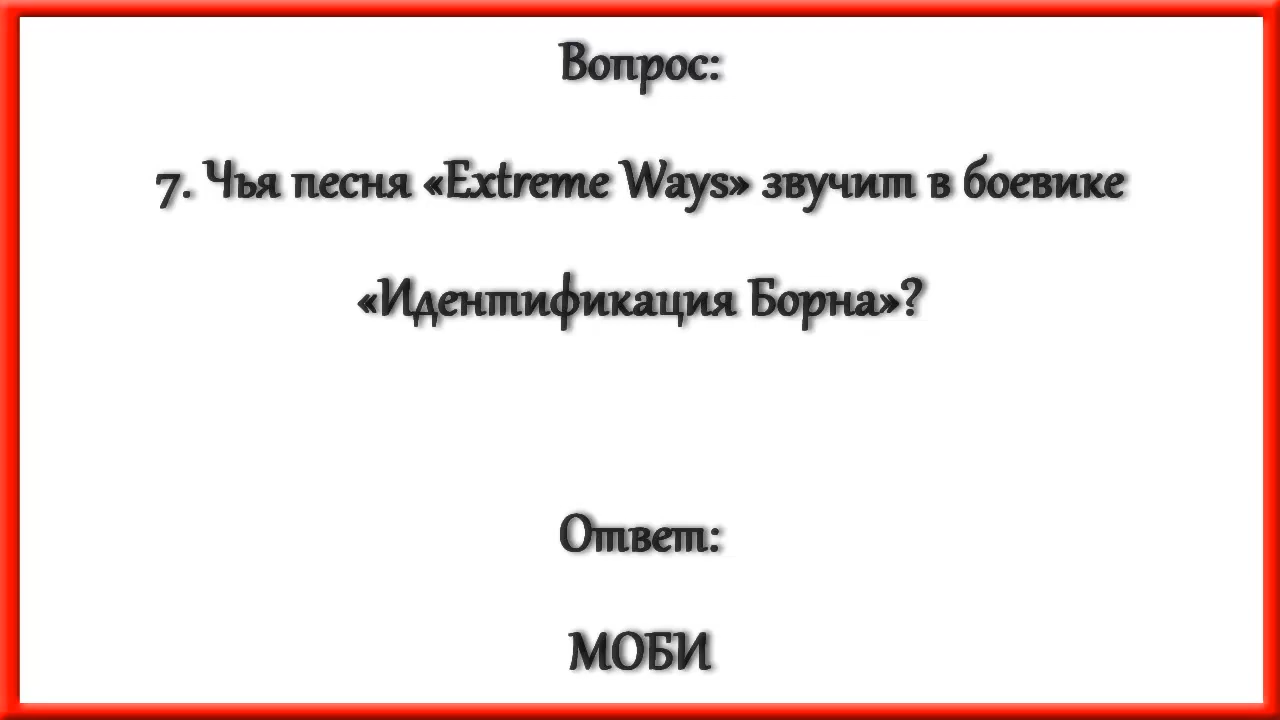 Вопрос:
7. Чья песня «Extreme Ways» звучит в боевике
«Идентификация Борна»?
Ответ:
МОБИ